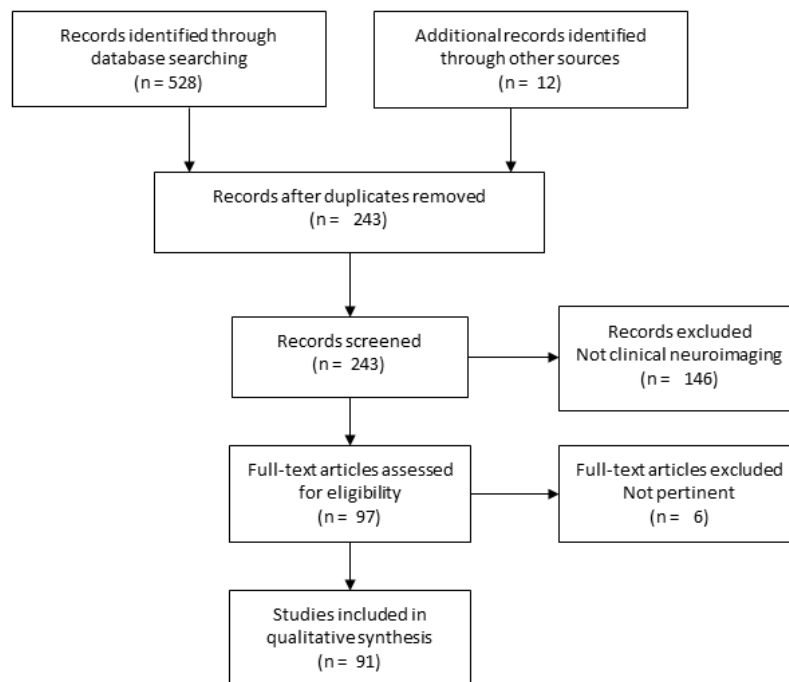 Records identified through
database searching
(n = 528)
Additional records identified
through other sources
(n = 12)
Records after duplicates removed
(n = 243)
Records screened
(n = 243)
Records excluded
Not clinical neuroimaging
(n = 146)
Full-text articles assessed
for eligibility
(n = 97)
Full-text articles excluded
Not pertinent
(n = 6)
Studies included in
qualitative synthesis
(n = 91)